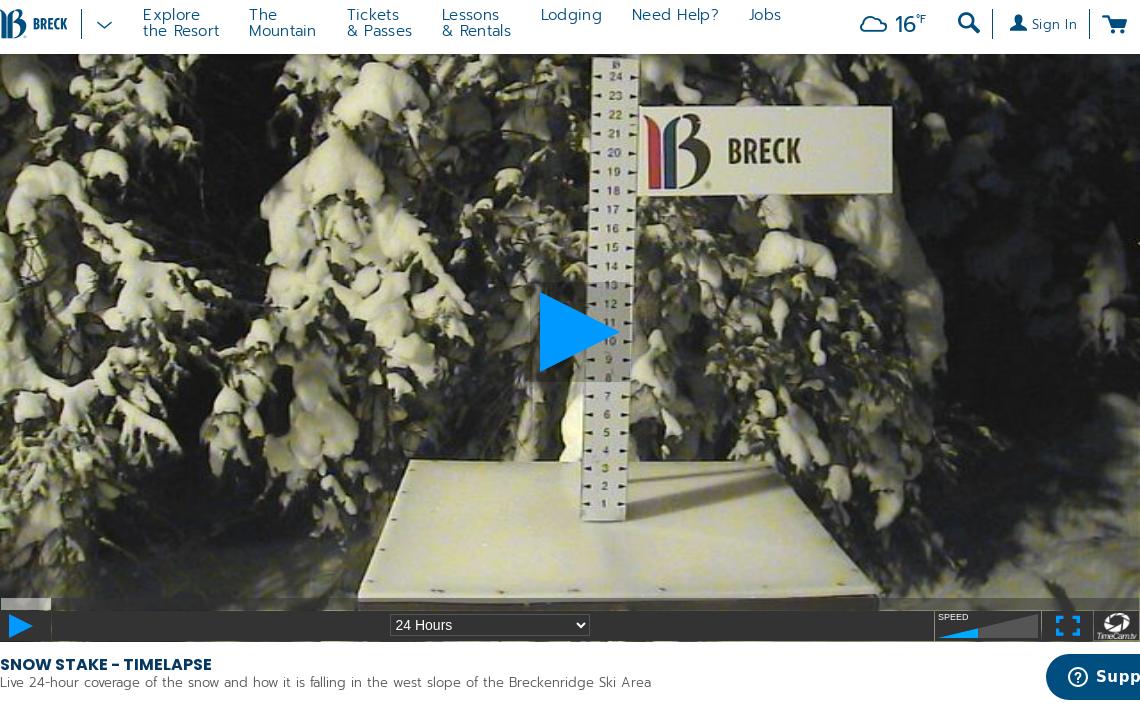 BRECK
Explore
the Resort
The
Mountain
Tickets
& Passes
Lessons
& Rentals
Lodging
Need Help?
Jobs
16°F
Sign In
24
23
22
21
20
19
18
17
16
15
14
13
12
11
10
9
8
7
6
5
4
3
2
1
BRECK
24 Hours
SPEED
TimeCam.tv
SNOW STAKE - TIMELAPSE
Live 24-hour coverage of the snow and how it is falling in the west slope of the Breckenridge Ski Area
Supp